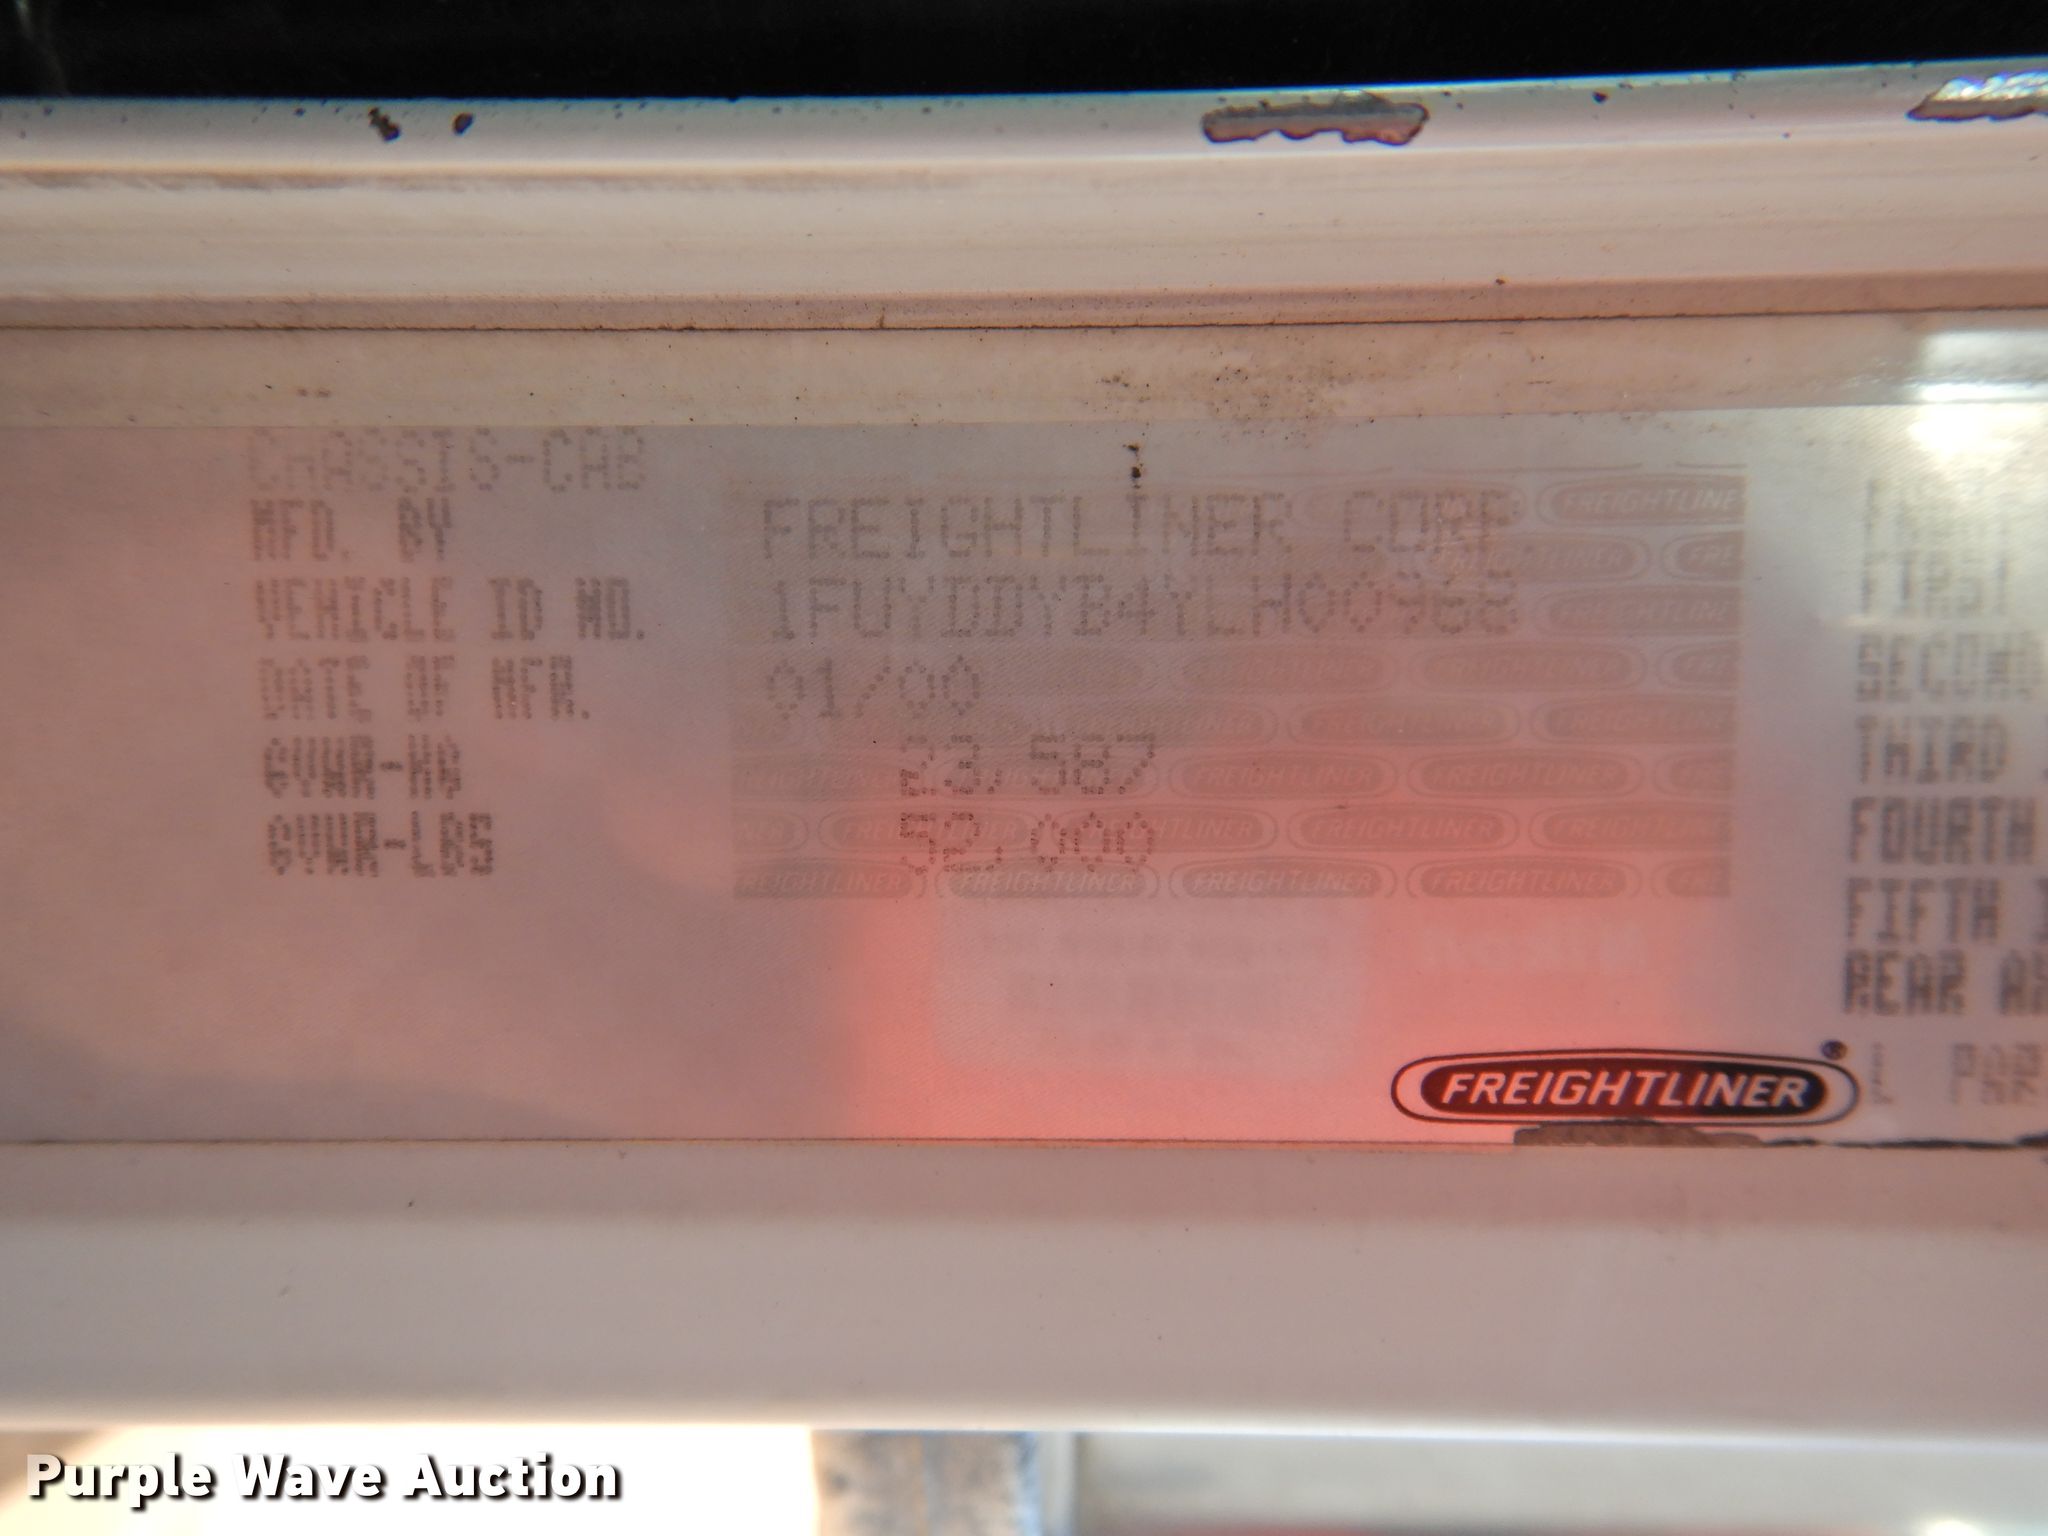 CHASSIS-CAB
MFD. BY FREIGHTLINER CORP
VEHICLE ID NO. 1FUYDDYB4YLH00968
DATE OF MFR. 01/00
GVWR - KG 23,587
GVWR - LBS 52,000
SECOND
THIRD
FOURTH
FIFTH
REAR
FREIGHTLINER®
Purple Wave Auction